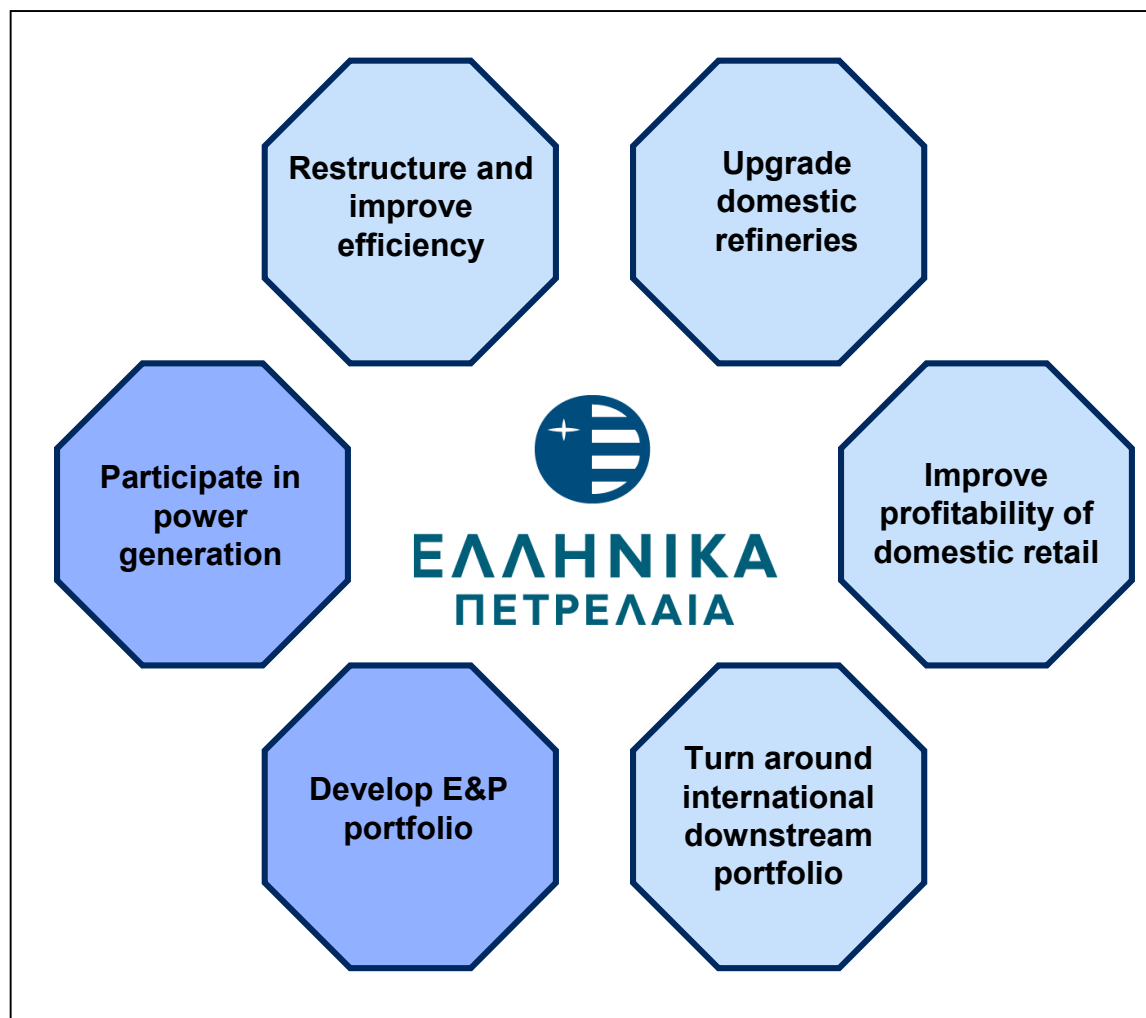 Restructure and
improve
efficiency
Upgrade
domestic
refineries
Participate in
power
generation
ΕΛΛΗΝΙΚΑ
ΠΕΤΡΕΛΑΙΑ
Improve
profitability of
domestic retail
Develop E&P
portfolio
Turn around
international
downstream
portfolio